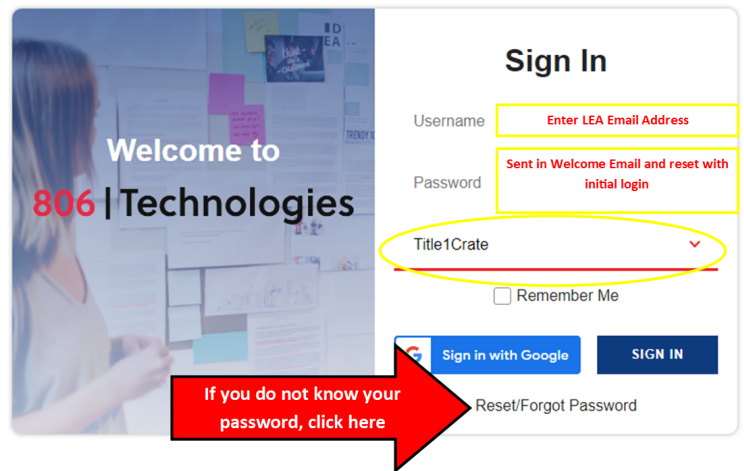 IDEA
TRENDY
Welcome to
806|Technologies
Sign In
Username
Enter LEA Email Address
Password
Sent in Welcome Email and reset with
initial login
Title1Crate
Remember Me
G Sign in with Google
SIGN IN
If you do not know your
password, click here
Reset/Forgot Password